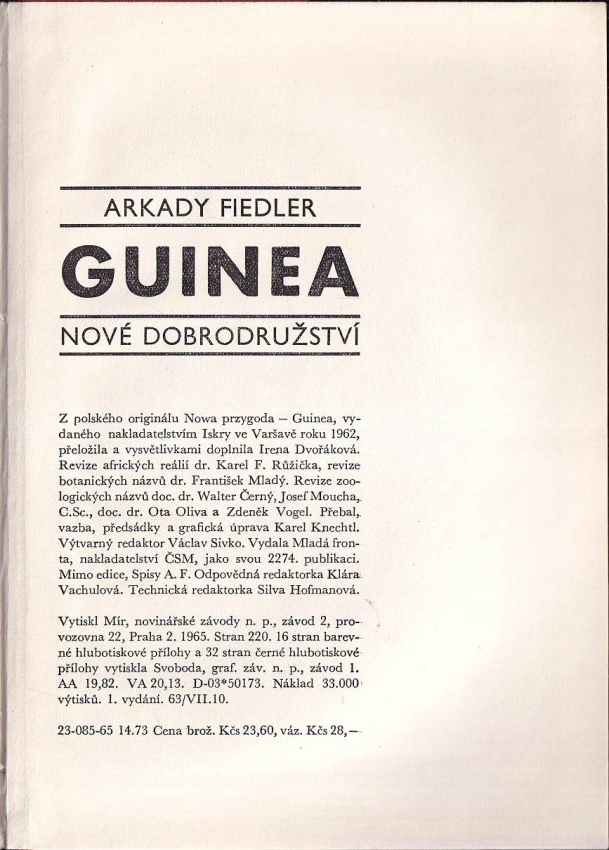 ARKADY FIEDLER
GUINEA
NOVÉ DOBRODRUŽSTVÍ
Z polského originálu Nowa przygoda — Guinea, vy-
daného nakladatelstvím Iskry ve Varšavě roku 1962,
přeložila a vysvětlivkami doplnila Irena Dvořáková.
Revize afrických reálií dr. Karel F. Růžička, revize
botanických názvů dr. František Mladý. Revize zoo-
logických názvů doc. dr. Walter Černý, Josef Moucha,
C.Sc., doc. dr. Ota Oliva a Zdeněk Vogel. Přebal,
vazba, předsádky a grafická úprava Karel Knechtl.
Výtvarný redaktor Václav Sivko. Vydala Mladá fron-
ta, nakladatelství ČSM, jako svou 2274. publikaci.
Mimo edice, Spisy A. F. Odpovědná redaktorka Klára
Vachulová. Technická redaktorka Silva Hofmanová.
Vytiskl Mír, novinářské závody n. p., závod 2, pro-
vozovna 22, Praha 2. 1965. Stran 220. 16 stran barev-
né hlubotiskové přílohy a 32 stran černé hlubotiskové
přílohy vytiskla Svoboda, graf. záv. n. p., závod 1.
AA 19,82. VA 20,13. D-03*50173. Náklad 33.000
výtisků. 1. vydání. 63/VII.10.
23-085-65 14.73 Cena brož. Kčs 23,60, váz. Kčs 28,—